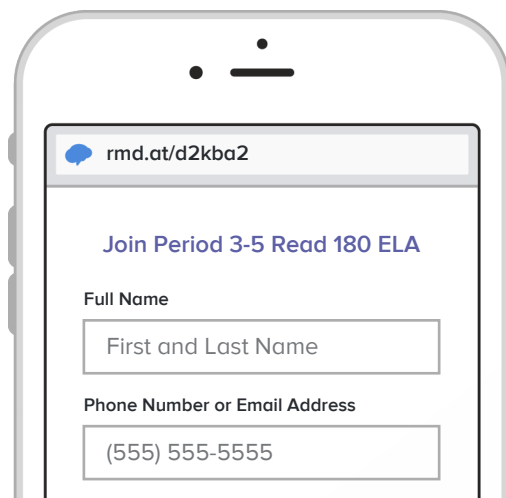 rmd.at/d2kba2
Join Period 3-5 Read 180 ELA
Full Name
First and Last Name
Phone Number or Email Address
(555) 555-5555